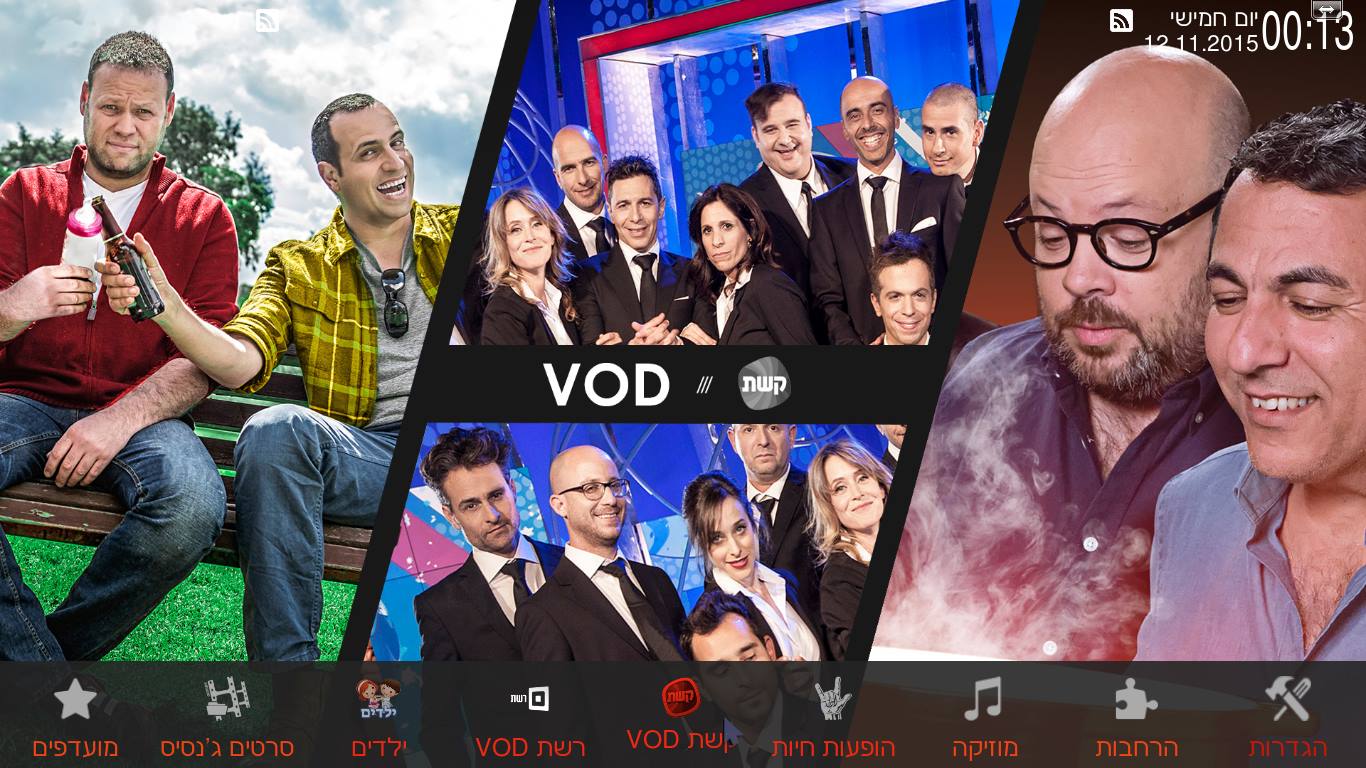 יום חמישי
12.11.2015
00:13
VOD /// קשת
ילדים
רשת
קשת
הגדרות
הרחבות
מוזיקה
הופעות חיות
קשת VOD
רשת VOD
ילדים
סרטים ג'נסיס
מועדפים